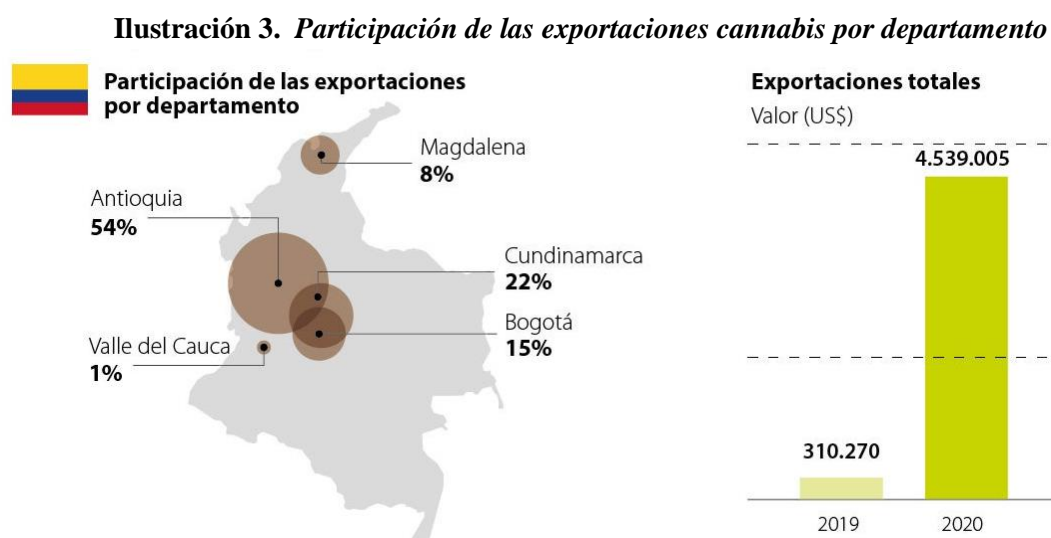 Ilustración 3. Participación de las exportaciones cannabis por departamento
Participación de las exportaciones
por departamento
Magdalena
8%
Antioquia
54%
Cundinamarca
22%
Bogotá
15%
Valle del Cauca
1%
Exportaciones totales
Valor (US$)
4.539.005
310.270
2019
2020